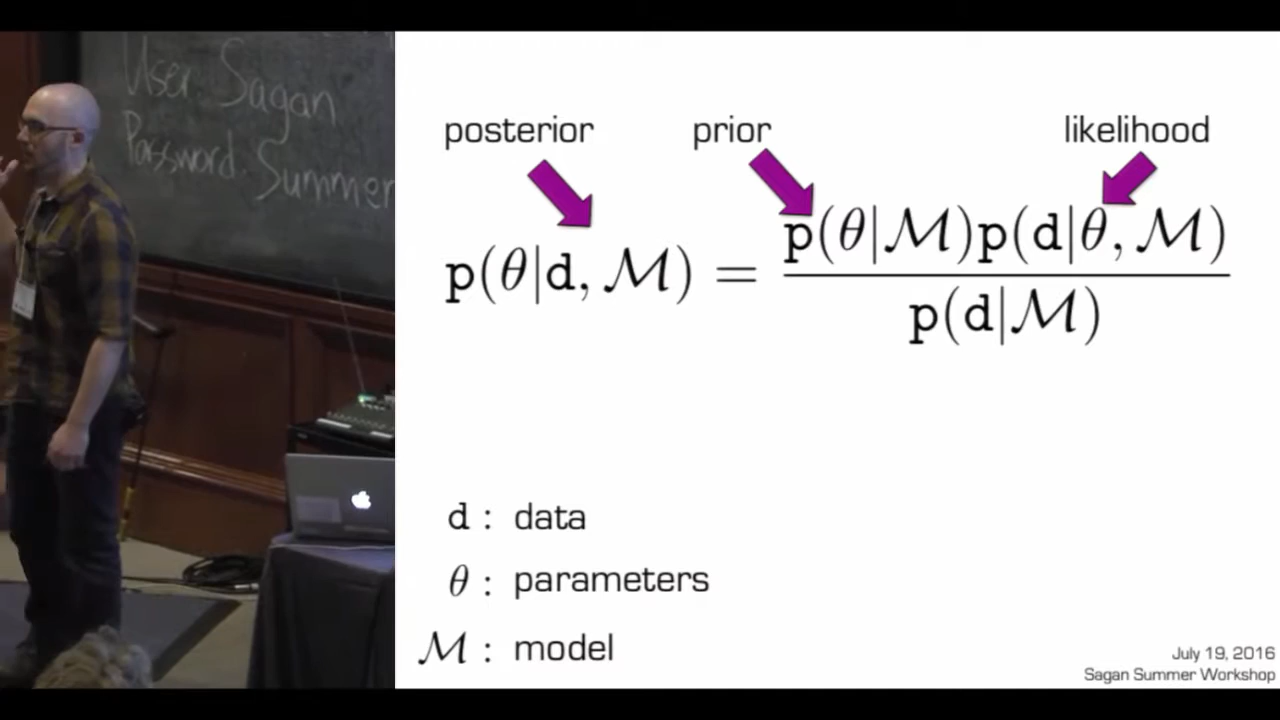 User: Sagan
Password: Summer
posterior
prior
likelihood
p(θ|d, ℳ) = p(θ|ℳ)p(d|θ, ℳ) / p(d|ℳ)
d : data
θ : parameters
ℳ : model
July 19, 2016
Sagan Summer Workshop